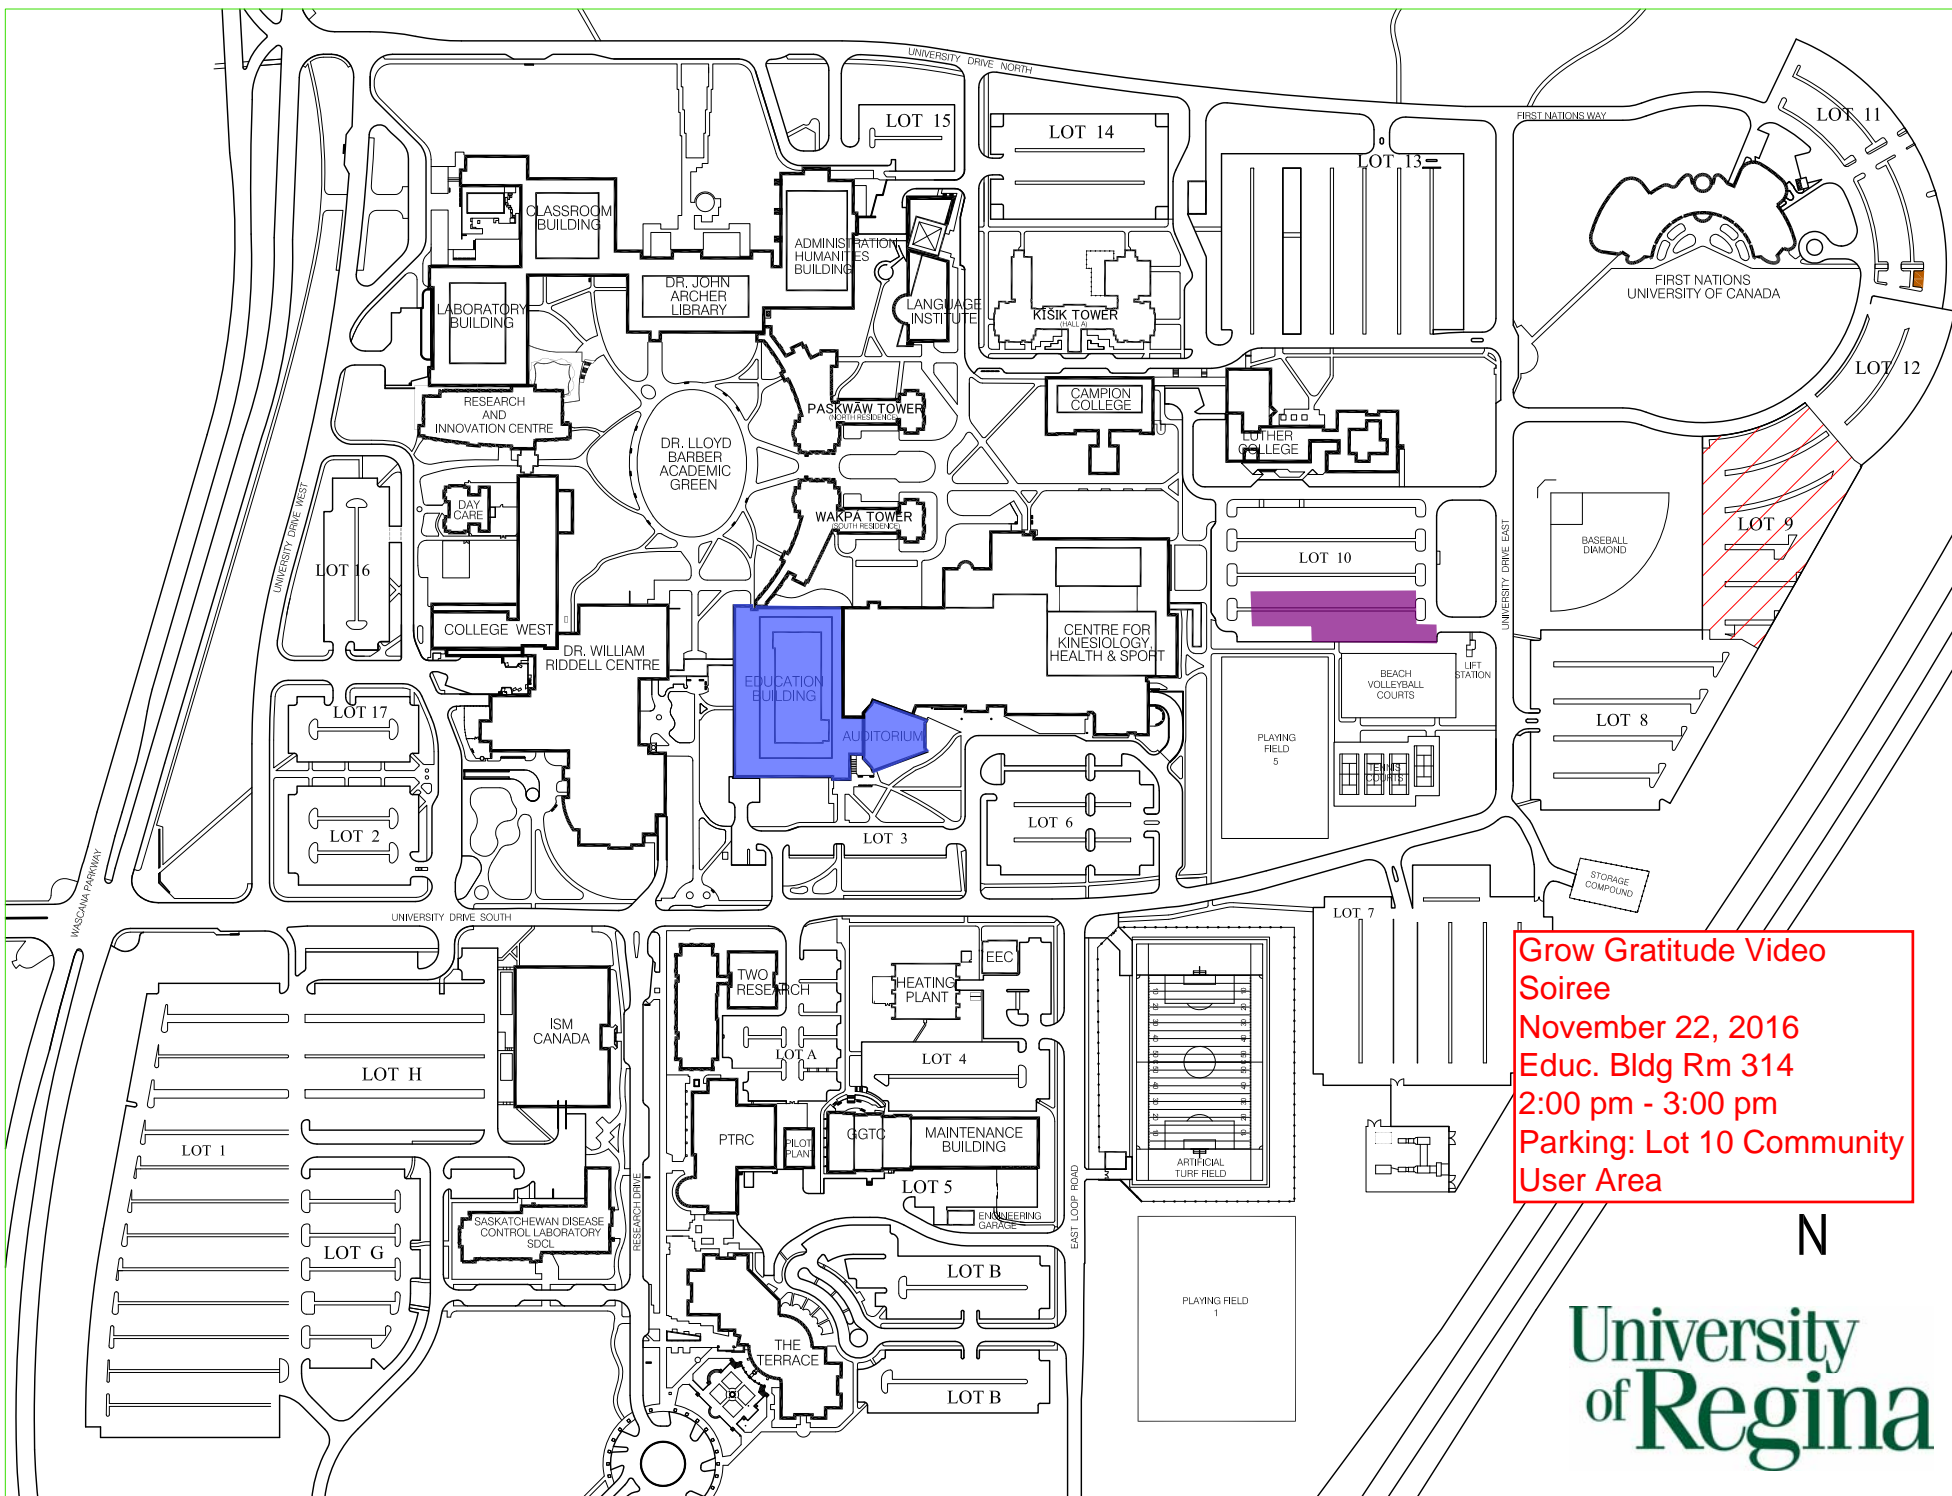 UNIVERSITY DRIVE NORTH
FIRST NATIONS WAY
LOT 11
LOT 15
LOT 14
LOT 13
CLASSROOM
BUILDING
ADMINISTRATION
HUMANITIES
BUILDING
DR. JOHN
ARCHER
LIBRARY
LABORATORY
BUILDING
LANGUAGE
INSTITUTE
KĪŠIK TOWER
(HALL A)
FIRST NATIONS
UNIVERSITY OF CANADA
LOT 12
RESEARCH
AND
INNOVATION CENTRE
PASKWĀW TOWER
(NORTH RESIDENCE)
CAMPION
COLLEGE
LUTHER
COLLEGE
DR. LLOYD
BARBER
ACADEMIC
GREEN
DAY
CARE
WAKPÁ TOWER
(SOUTH RESIDENCE)
UNIVERSITY DRIVE WEST
LOT 16
LOT 10
UNIVERSITY DRIVE EAST
BASEBALL
DIAMOND
LOT 9
COLLEGE WEST
DR. WILLIAM
RIDDELL CENTRE
EDUCATION
BUILDING
AUDITORIUM
CENTRE FOR
KINESIOLOGY,
HEALTH & SPORT
BEACH
VOLLEYBALL
COURTS
LIFT
STATION
LOT 17
LOT 8
PLAYING
FIELD
5
TENNIS
COURTS
LOT 2
LOT 3
LOT 6
WASCANA PARKWAY
UNIVERSITY DRIVE SOUTH
STORAGE
COMPOUND
LOT 7
Grow Gratitude Video
Soiree
November 22, 2016
Educ. Bldg Rm 314
2:00 pm - 3:00 pm
Parking: Lot 10 Community
User Area
TWO
RESEARCH
HEATING
PLANT
EEC
ISM
CANADA
LOT A
LOT 4
LOT H
LOT 1
PTRC
PILOT
PLANT
GGTC
MAINTENANCE
BUILDING
ARTIFICIAL
TURF FIELD
LOT 5
ENGINEERING
GARAGE
EAST LOOP ROAD
RESEARCH DRIVE
SASKATCHEWAN DISEASE
CONTROL LABORATORY
SDCL
LOT G
LOT B
PLAYING FIELD
1
THE
TERRACE
LOT B
N
University
of Regina